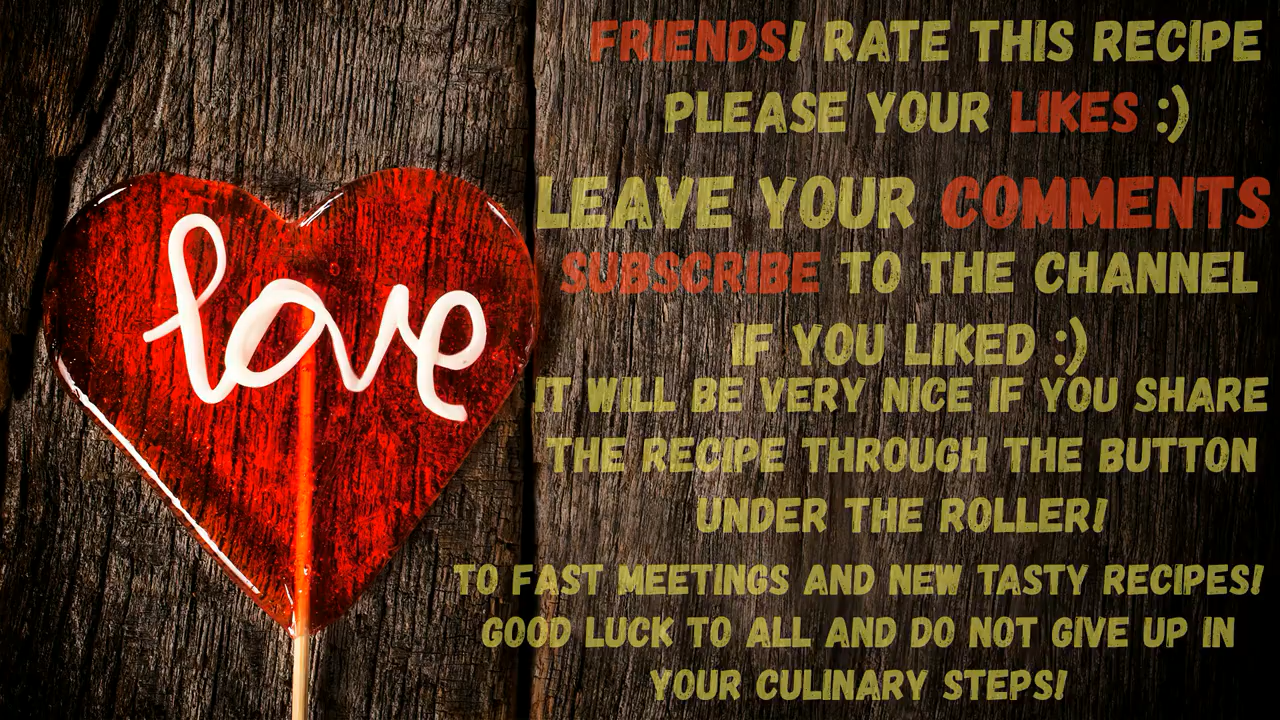 love
FRIENDS! RATE THIS RECIPE
PLEASE YOUR LIKES :)
LEAVE YOUR COMMENTS
SUBSCRIBE TO THE CHANNEL
IF YOU LIKED :)
IT WILL BE VERY NICE IF YOU SHARE
THE RECIPE THROUGH THE BUTTON
UNDER THE ROLLER!
TO FAST MEETINGS AND NEW TASTY RECIPES!
GOOD LUCK TO ALL AND DO NOT GIVE UP IN
YOUR CULINARY STEPS!